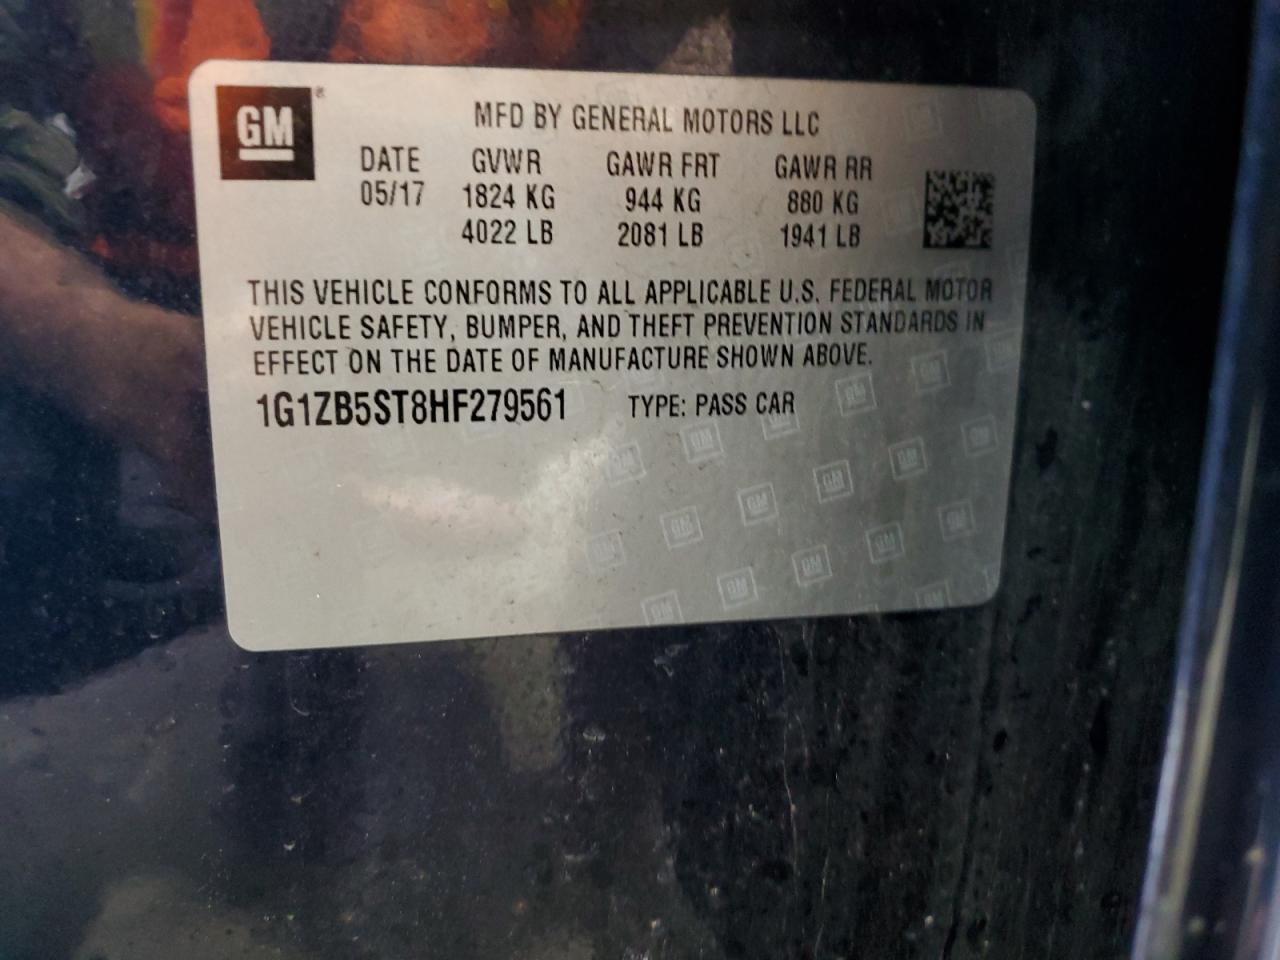 GM®
MFD BY GENERAL MOTORS LLC
DATE GVWR GAWR FRT GAWR RR
05/17 1824 KG 944 KG 880 KG
4022 LB 2081 LB 1941 LB
THIS VEHICLE CONFORMS TO ALL APPLICABLE U.S. FEDERAL MOTOR
VEHICLE SAFETY, BUMPER, AND THEFT PREVENTION STANDARDS IN
EFFECT ON THE DATE OF MANUFACTURE SHOWN ABOVE.
1G1ZB5ST8HF279561 TYPE: PASS CAR